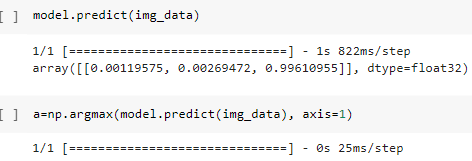 [ ] model.predict(img_data)
1/1 [==============================] - 1s 822ms/step
array([[0.00119575, 0.00269472, 0.99610955]], dtype=float32)
[ ] a=np.argmax(model.predict(img_data), axis=1)
1/1 [==============================] - 0s 25ms/step